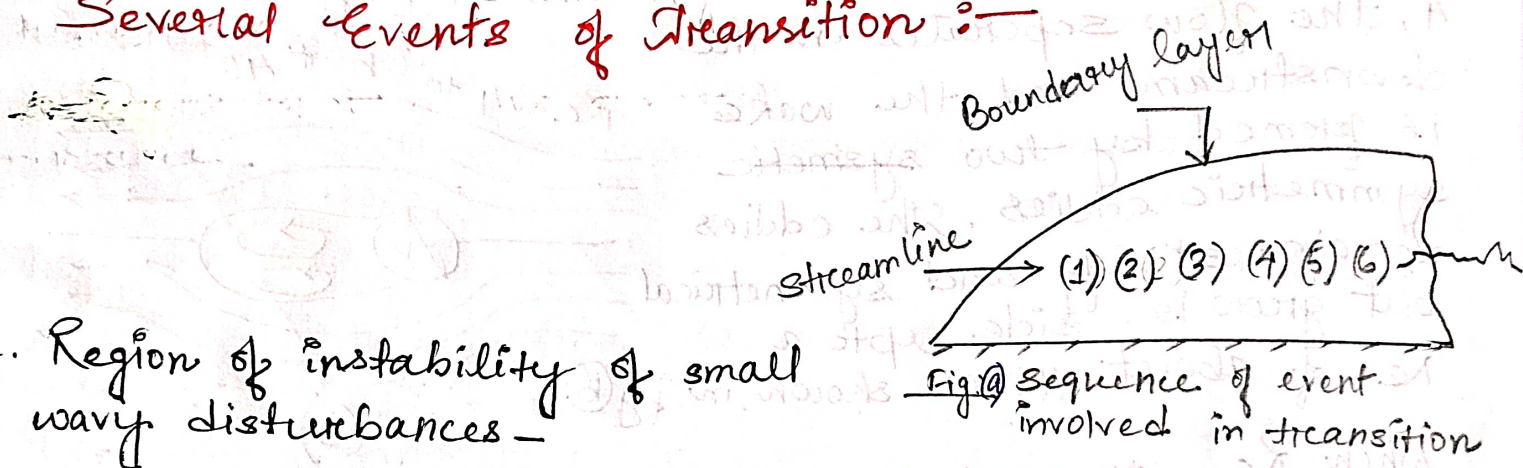 Several Events of Transition :—
Boundary layer
streamline
(1) (2) (3) (4) (5) (6)
. Region of instability of small
wavy disturbances –
Fig. ⓐ Sequence of event
involved in transition